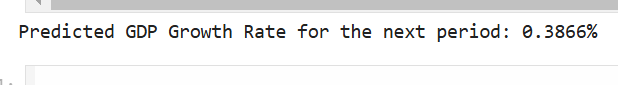 Predicted GDP Growth Rate for the next period: 0.3866%